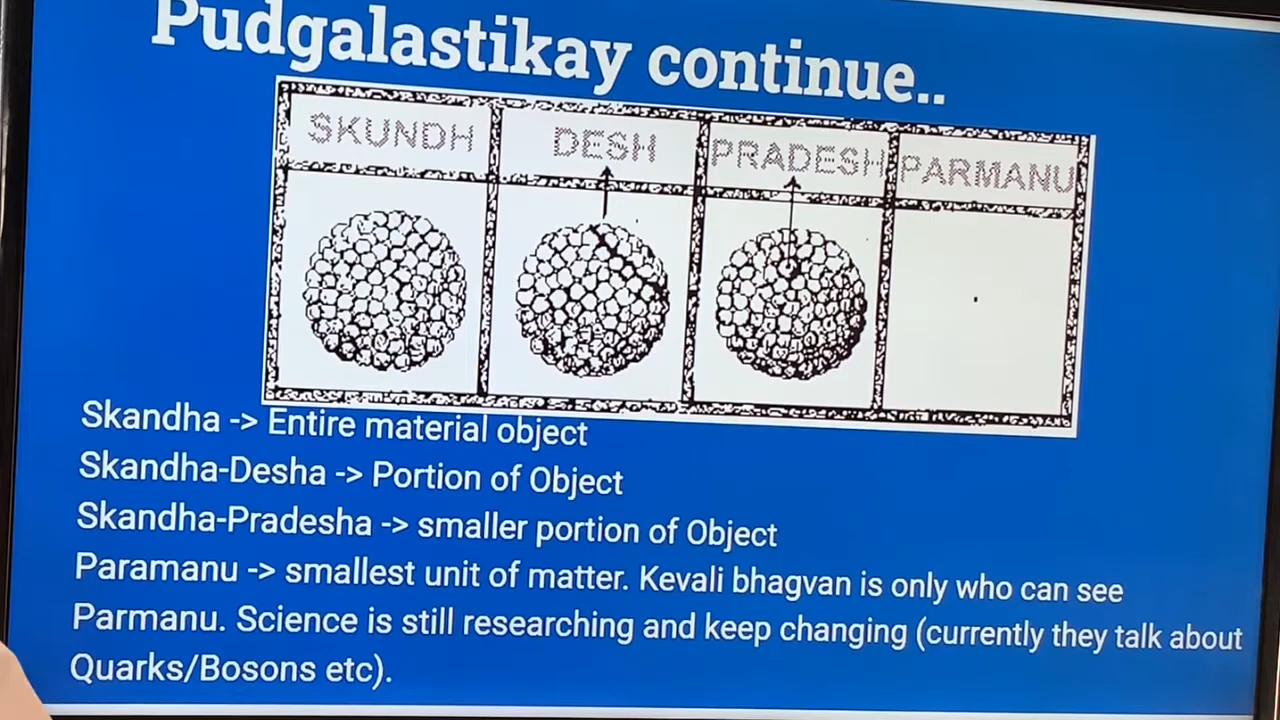 Pudgalastikay continue..
SKUNDH DESH PRADESH PARMANU
Skandha -> Entire material object
Skandha-Desha -> Portion of Object
Skandha-Pradesha -> smaller portion of Object
Paramanu -> smallest unit of matter. Kevali bhagvan is only who can see
Parmanu. Science is still researching and keep changing (currently they talk about
Quarks/Bosons etc).